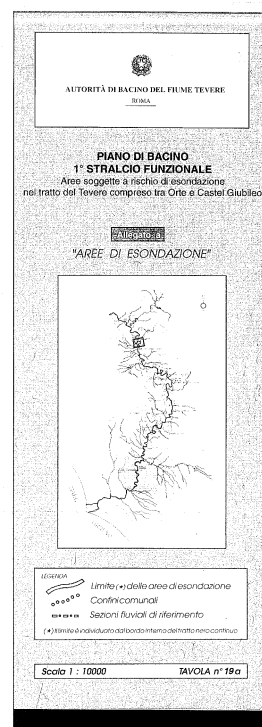 AUTORITÀ DI BACINO DEL FIUME TEVERE
ROMA
PIANO DI BACINO
1° STRALCIO FUNZIONALE
Aree soggette a rischio di esondazione
nel tratto del Tevere compreso tra Orte e Castel Giubileo
Allegato a
"AREE DI ESONDAZIONE"
LEGENDA
Limite (*) delle aree di esondazione
Confini comunali
Sezioni fluviali di riferimento
(*) Il limite è individuato dal bordo interno del tratto nero continuo
Scala 1 : 10000
TAVOLA n° 19a